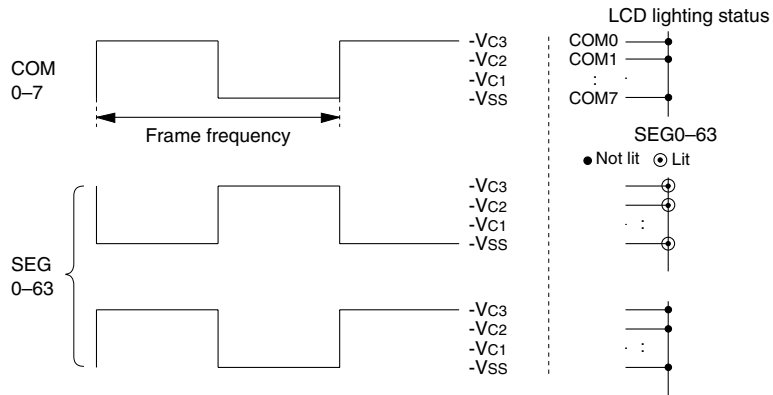 LCD lighting status
COM
0–7
-VC3
-VC2
-VC1
-VSS
COM0
COM1
:
COM7
Frame frequency
SEG0–63
● Not lit ◉ Lit
SEG
0–63
-VC3
-VC2
-VC1
-VSS
· :
-VC3
-VC2
-VC1
-VSS
· :